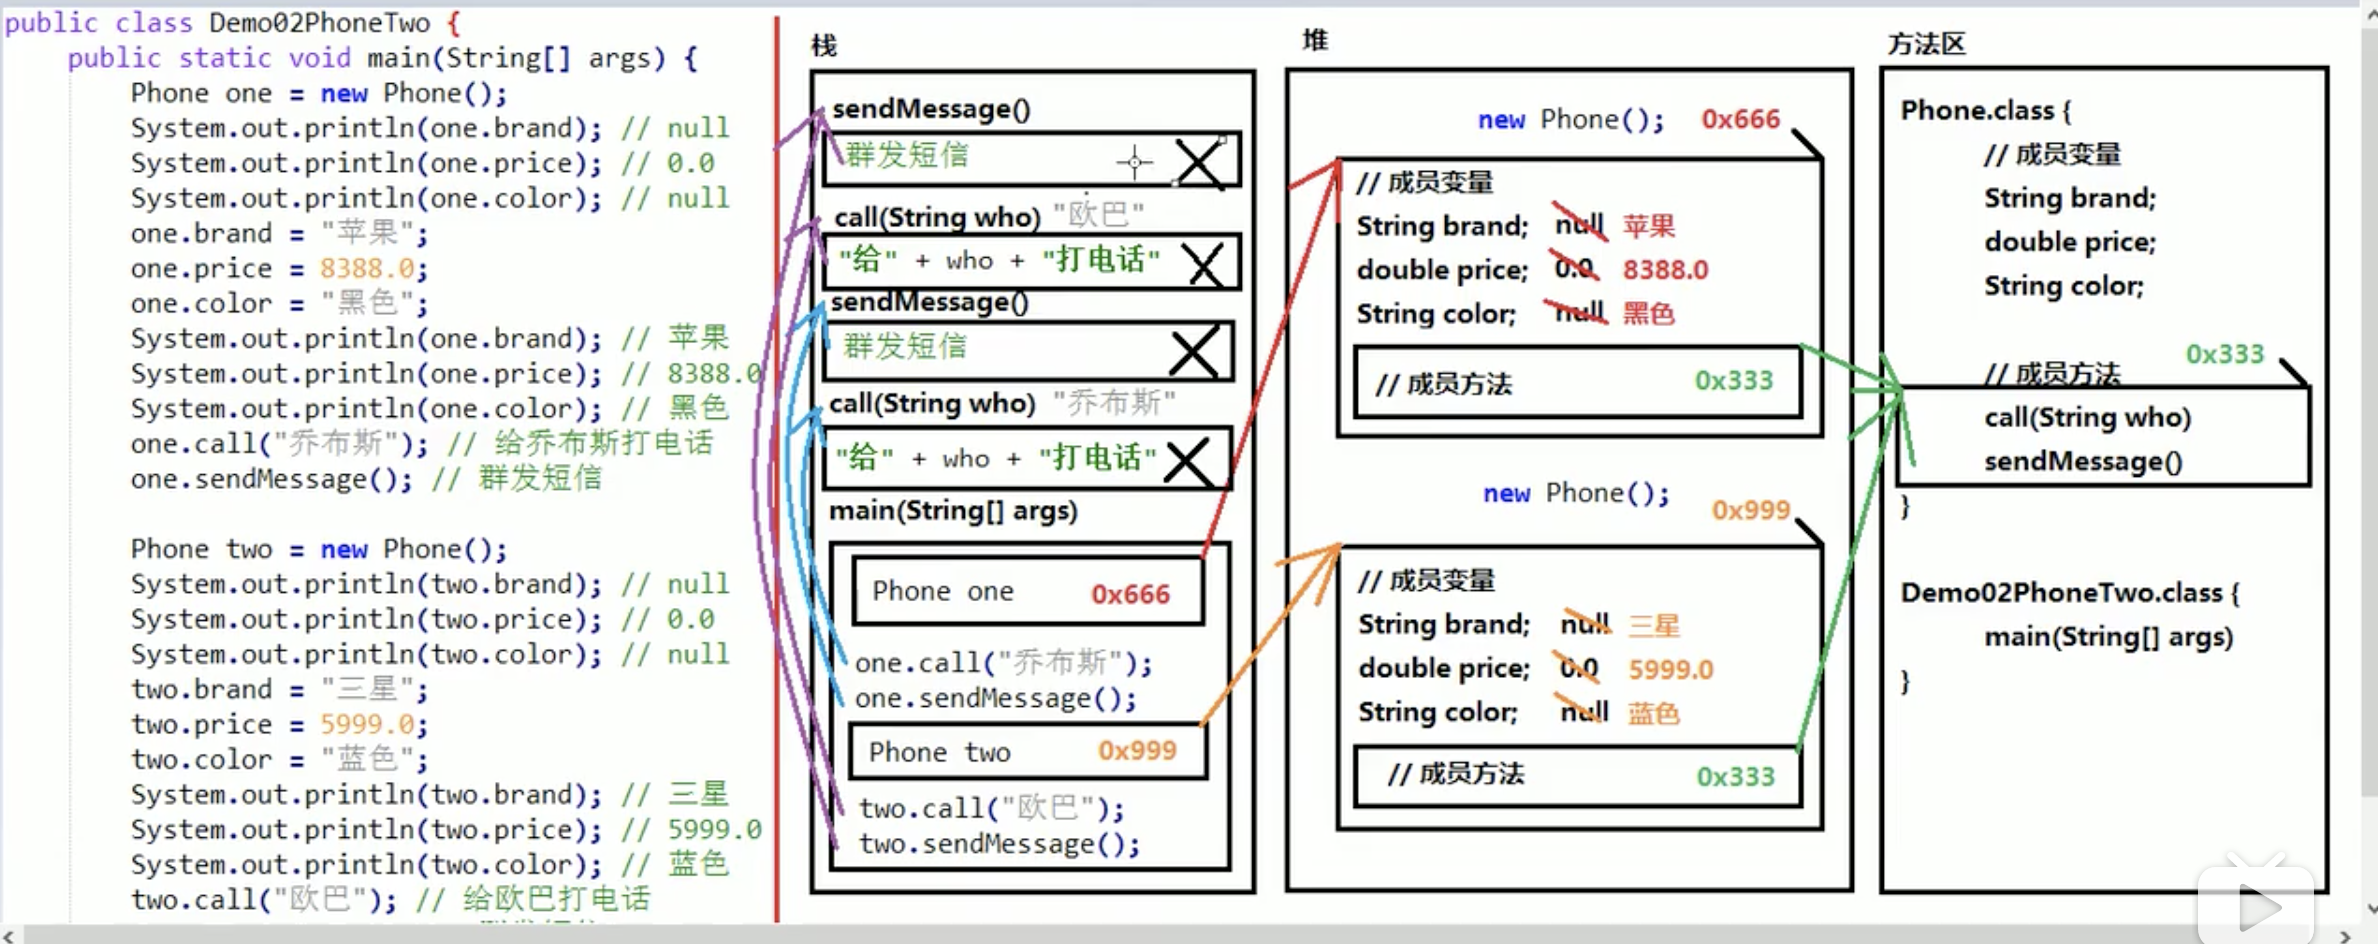 public class Demo02PhoneTwo {
public static void main(String[] args) {
Phone one = new Phone();
System.out.println(one.brand); // null
System.out.println(one.price); // 0.0
System.out.println(one.color); // null
one.brand = "苹果";
one.price = 8388.0;
one.color = "黑色";
System.out.println(one.brand); // 苹果
System.out.println(one.price); // 8388.0
System.out.println(one.color); // 黑色
one.call("乔布斯"); // 给乔布斯打电话
one.sendMessage(); // 群发短信
Phone two = new Phone();
System.out.println(two.brand); // null
System.out.println(two.price); // 0.0
System.out.println(two.color); // null
two.brand = "三星";
two.price = 5999.0;
two.color = "蓝色";
System.out.println(two.brand); // 三星
System.out.println(two.price); // 5999.0
System.out.println(two.color); // 蓝色
two.call("欧巴"); // 给欧巴打电话
栈
sendMessage()
群发短信
call(String who) "欧巴"
"给" + who + "打电话"
sendMessage()
群发短信
call(String who) "乔布斯"
"给" + who + "打电话"
main(String[] args)
Phone one 0x666
one.call("乔布斯");
one.sendMessage();
Phone two 0x999
two.call("欧巴");
two.sendMessage();
堆
new Phone(); 0x666
// 成员变量
String brand; null 苹果
double price; 0.0 8388.0
String color; null 黑色
// 成员方法 0x333
new Phone(); 0x999
// 成员变量
String brand; null 三星
double price; 0.0 5999.0
String color; null 蓝色
// 成员方法 0x333
方法区
Phone.class {
// 成员变量
String brand;
double price;
String color;
// 成员方法 0x333
call(String who)
sendMessage()
}
Demo02PhoneTwo.class {
main(String[] args)
}